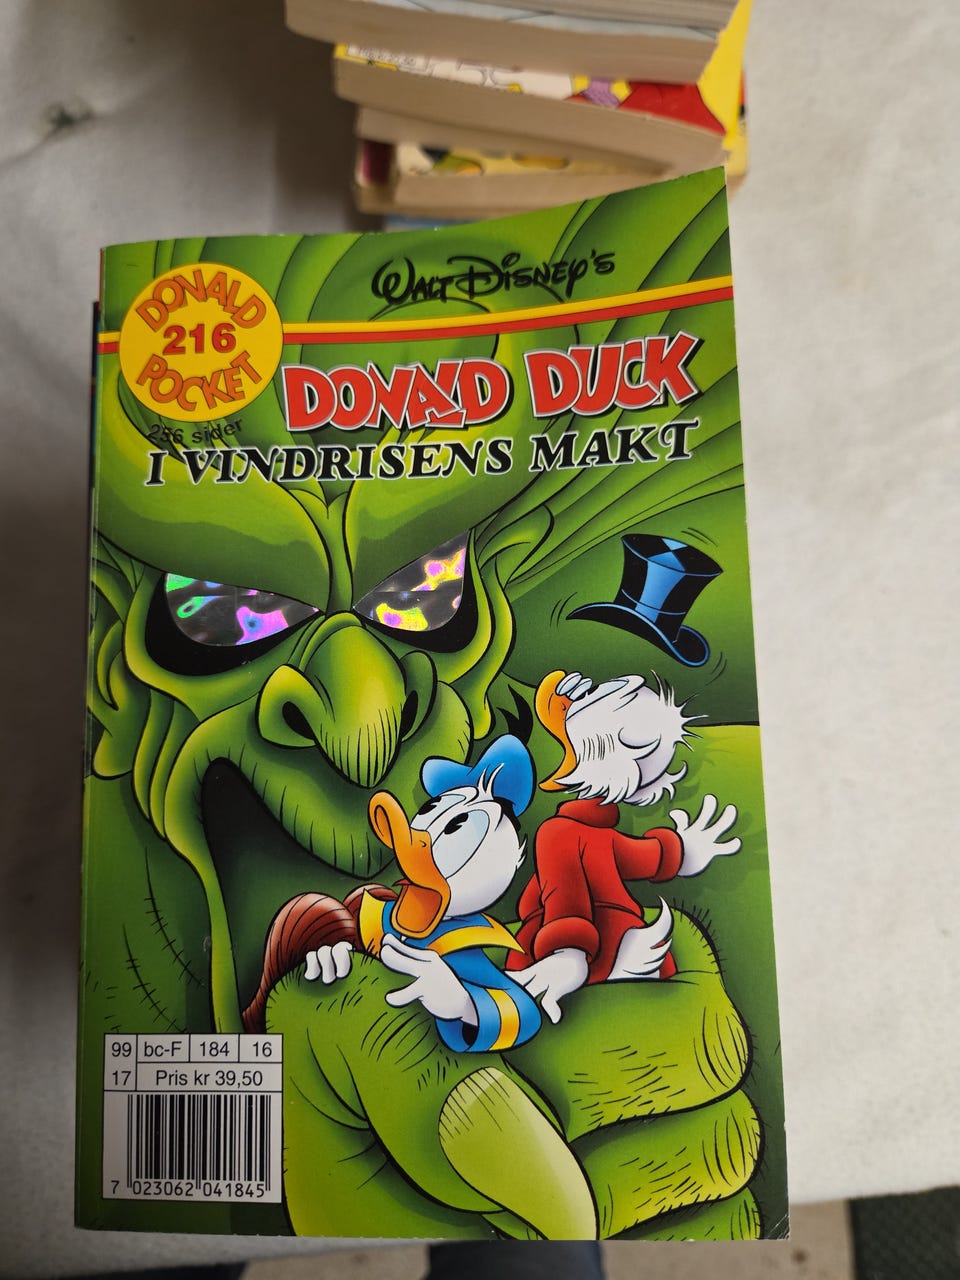 WALT DISNEY'S
DONALD
216
POCKET
256 sider
DONALD DUCK
I VINDRISENS MAKT
99 bc-F 184 16
17 Pris kr 39,50
7 023062 041845